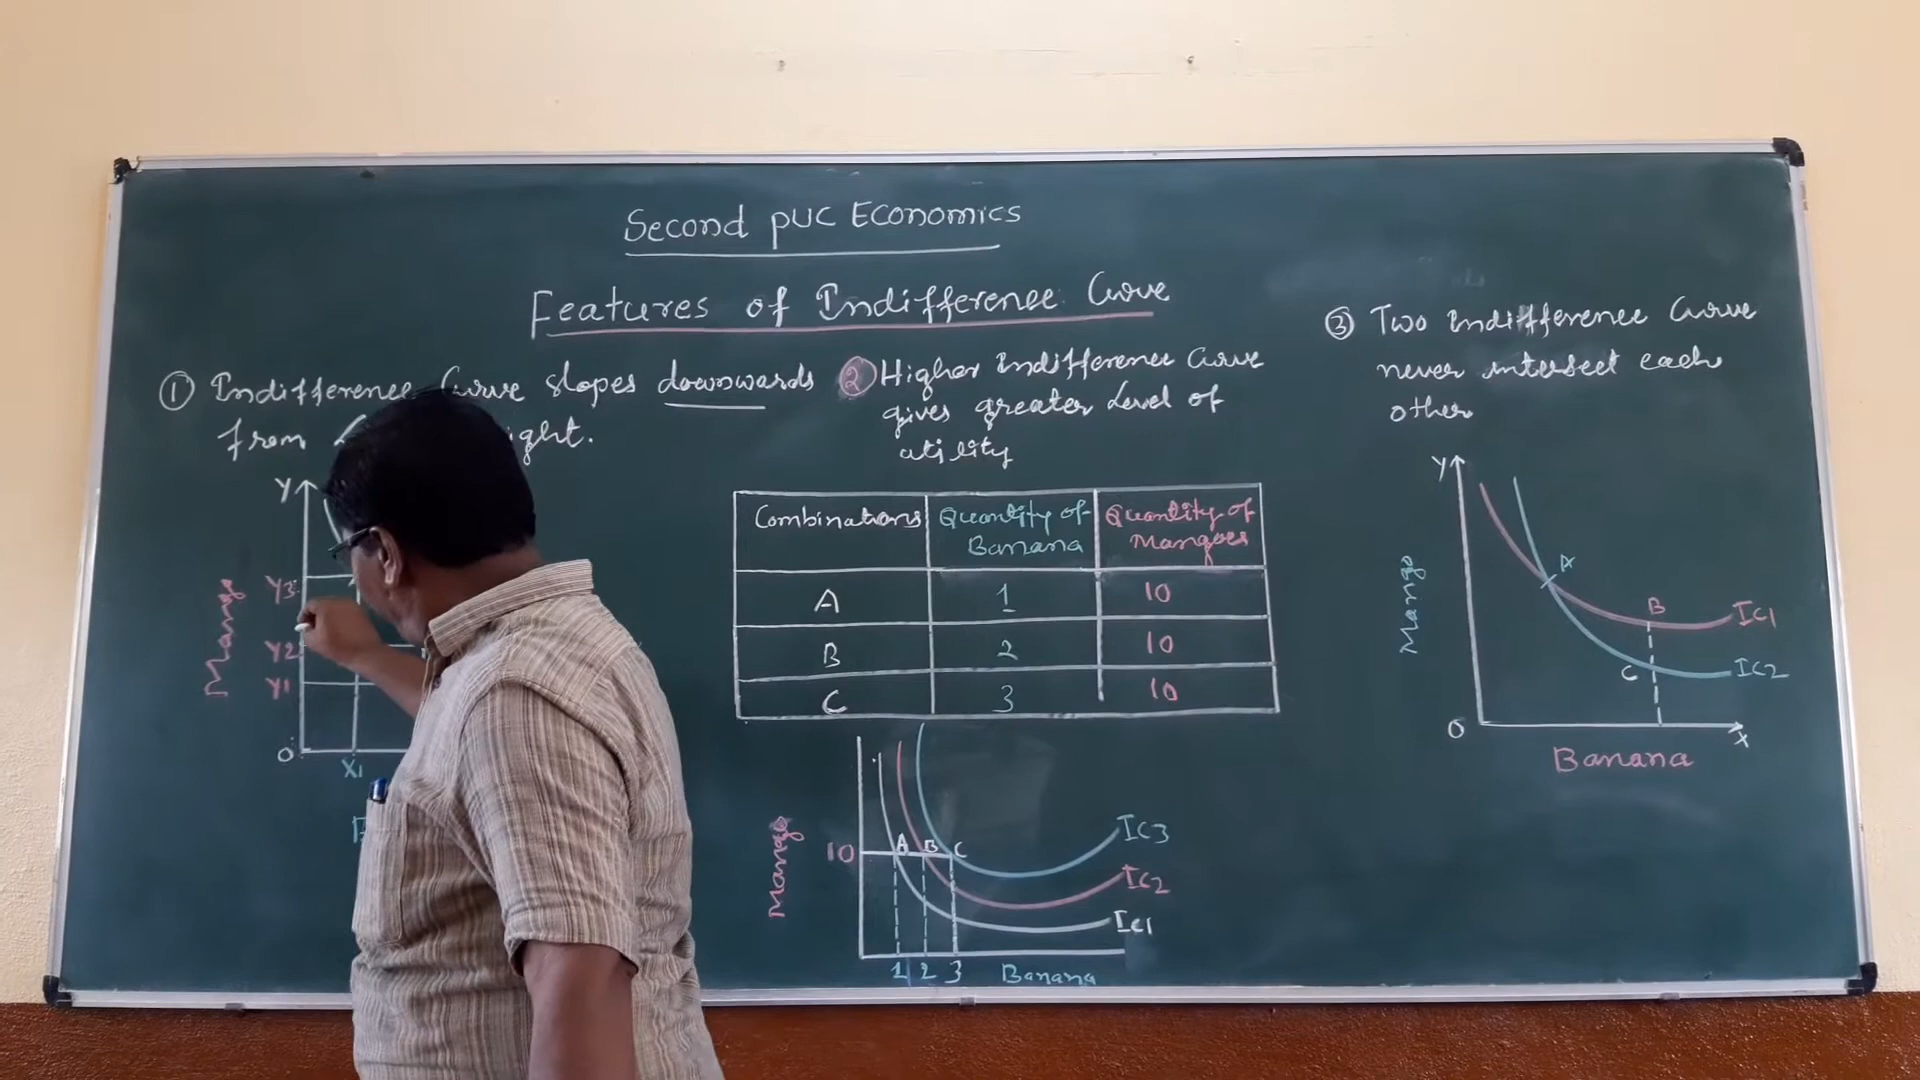 Second PUC Economics
Features of Indifference Curve
① Indifference Curve slopes downwards
from ight.
Y
Y3
Y2
Y1
O
X1
Mango
② Higher Indifference Curve
gives greater Level of
utility
Combinations Quantity of Banana Quantity of Mangoes
A 1 10
B 2 10
C 3 10
Mango
10
A B C
IC3
IC2
IC1
1 2 3 Banana
③ Two Indifference Curve
never intersect each
other
Y
Mango
A
B
IC1
C
IC2
O
X
Banana